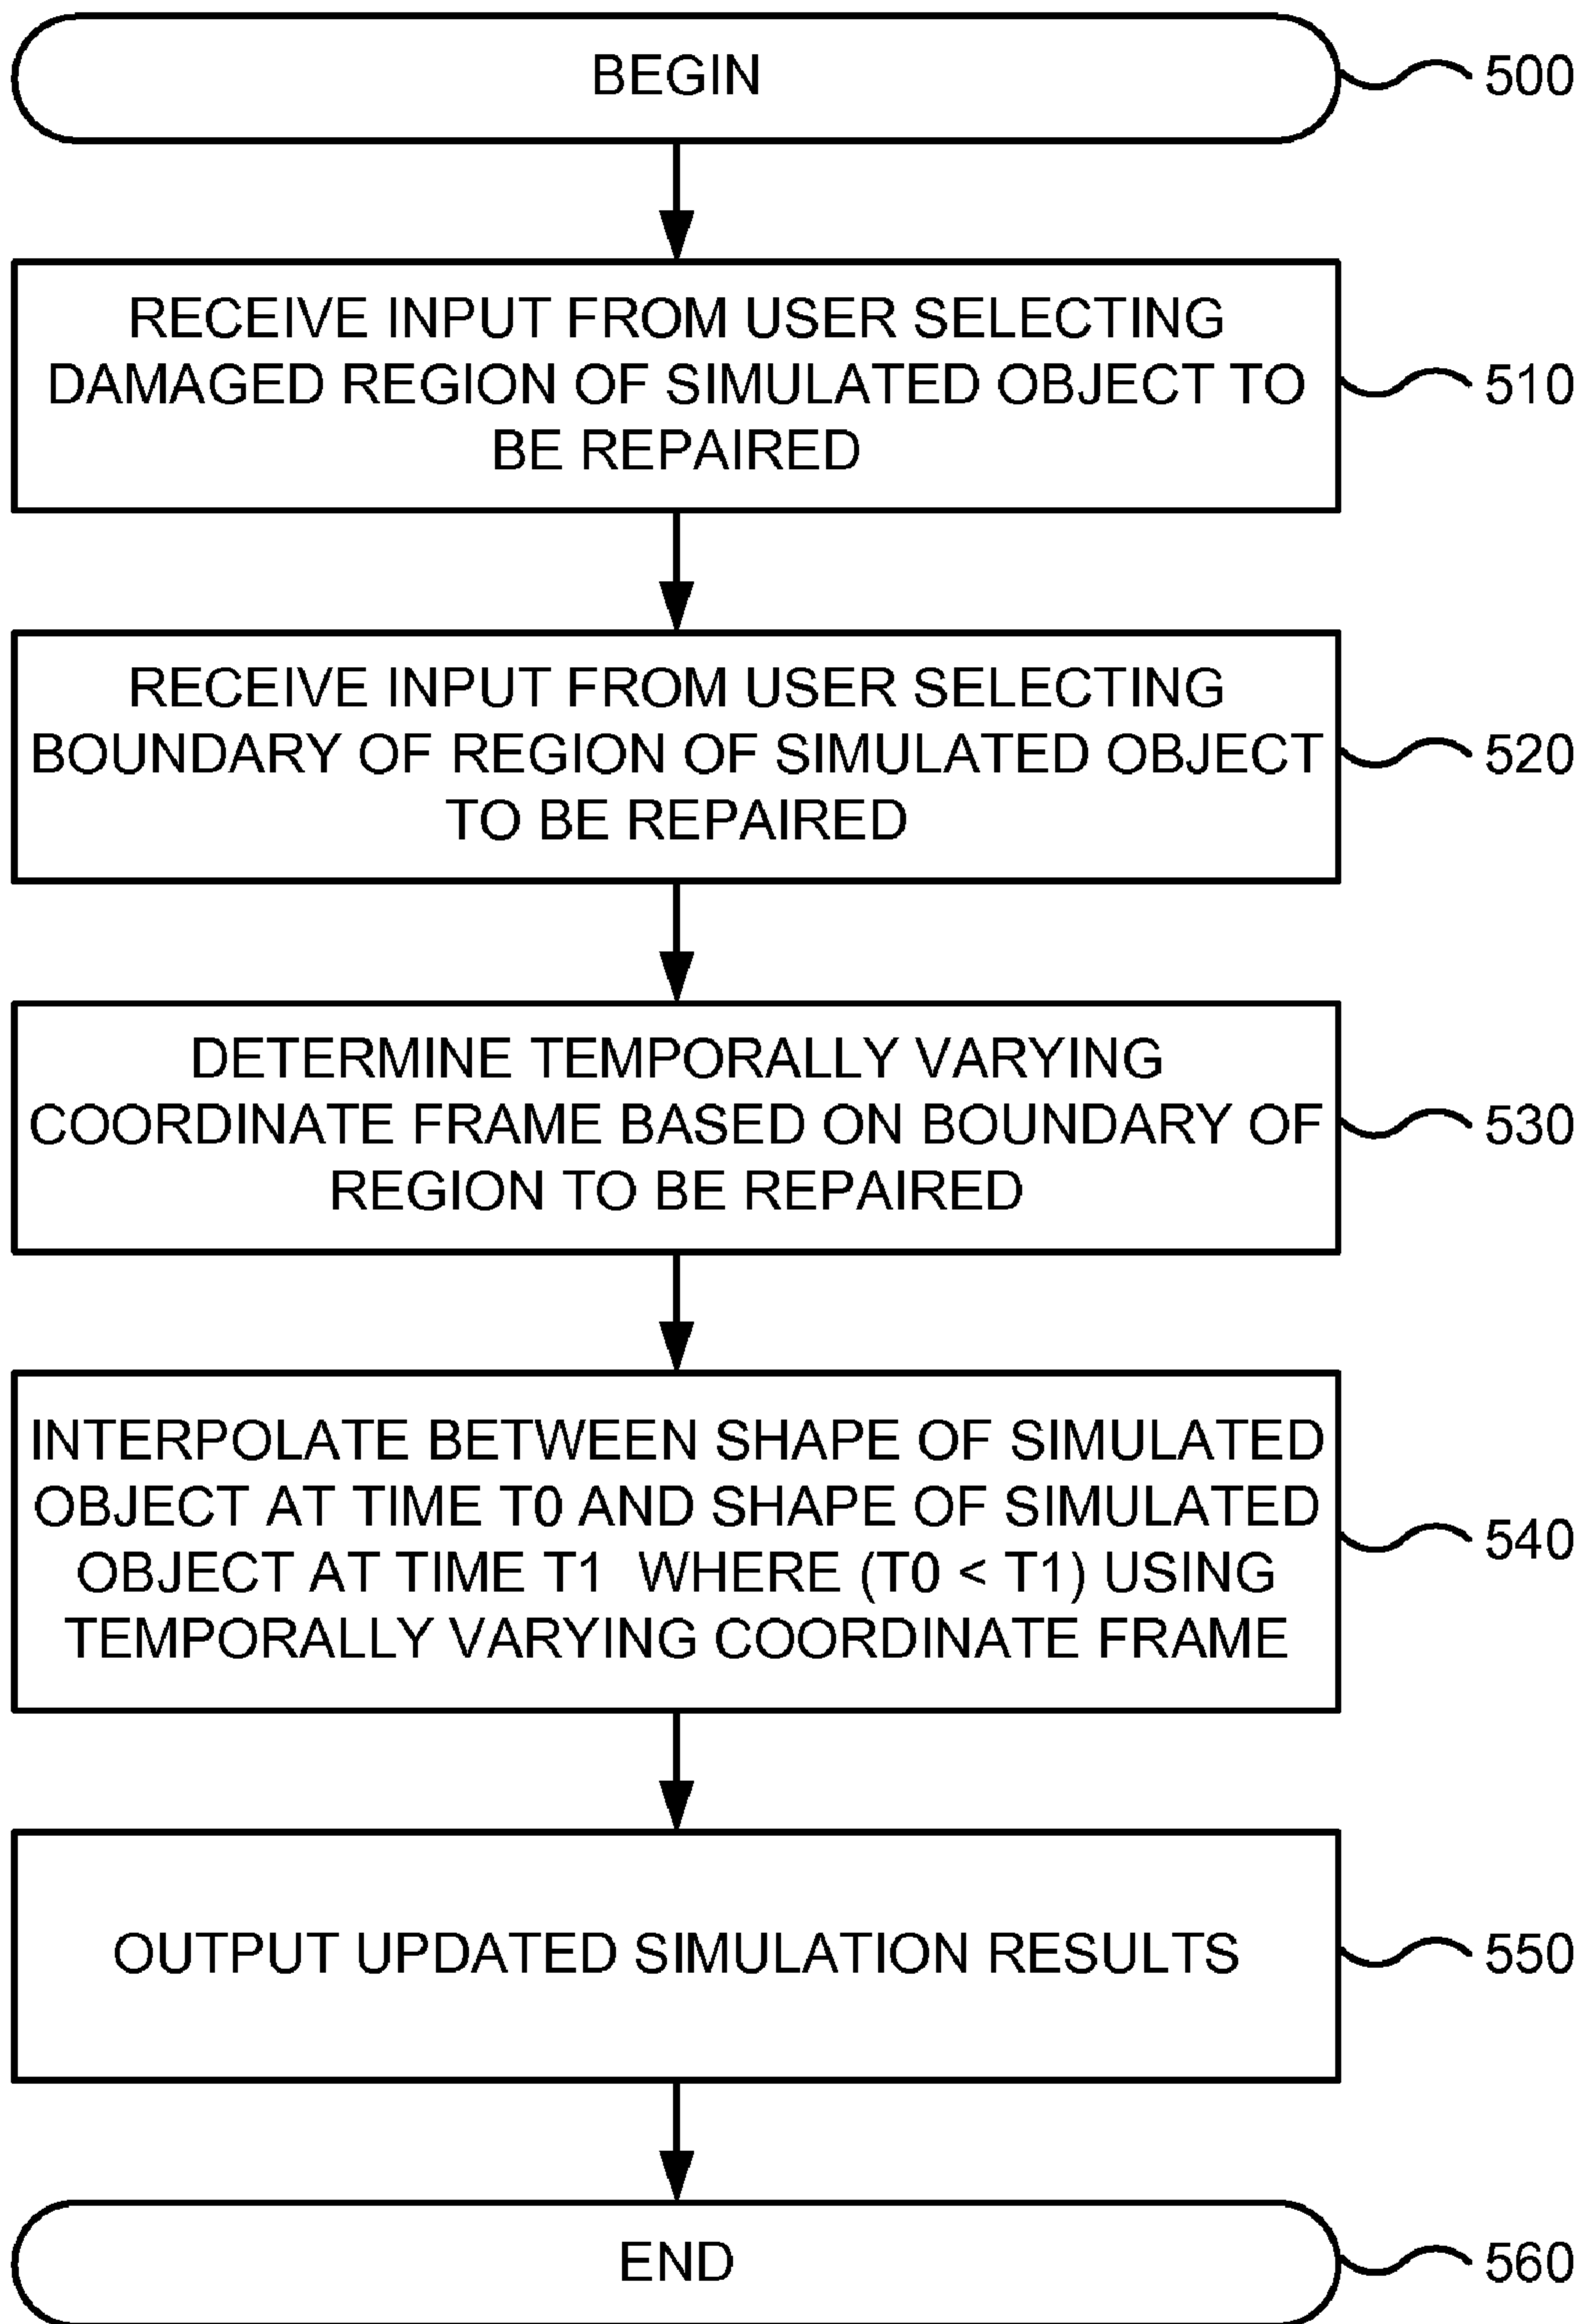 BEGIN
500
RECEIVE INPUT FROM USER SELECTING
DAMAGED REGION OF SIMULATED OBJECT TO
BE REPAIRED
510
RECEIVE INPUT FROM USER SELECTING
BOUNDARY OF REGION OF SIMULATED OBJECT
TO BE REPAIRED
520
DETERMINE TEMPORALLY VARYING
COORDINATE FRAME BASED ON BOUNDARY OF
REGION TO BE REPAIRED
530
INTERPOLATE BETWEEN SHAPE OF SIMULATED
OBJECT AT TIME T0 AND SHAPE OF SIMULATED
OBJECT AT TIME T1 WHERE (T0 < T1) USING
TEMPORALLY VARYING COORDINATE FRAME
540
OUTPUT UPDATED SIMULATION RESULTS
550
END
560